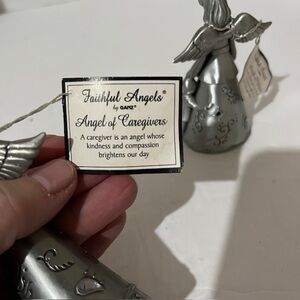 Faithful Angels®
by GANZ®
Angel of Caregivers
A caregiver is an angel whose
kindness and compassion
brightens our day